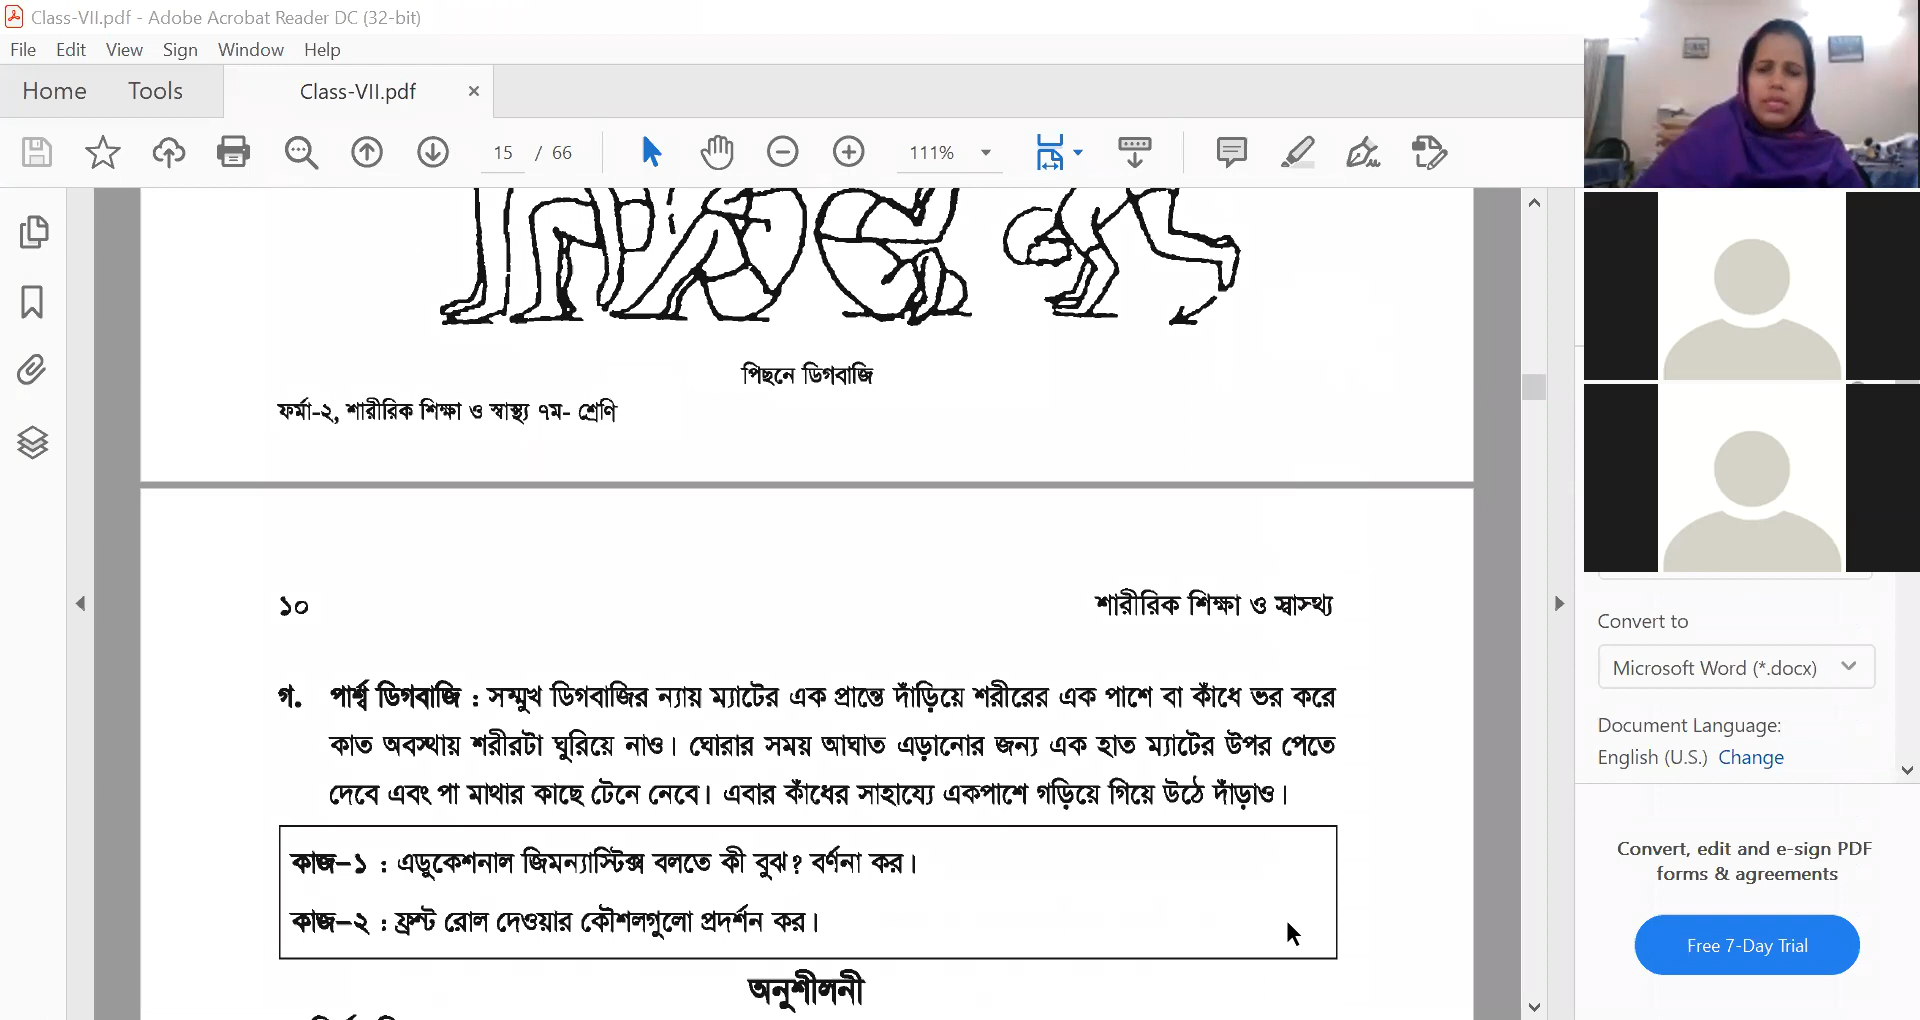 Class-VII.pdf - Adobe Acrobat Reader DC (32-bit)
File Edit View Sign Window Help
Home Tools Class-VII.pdf ×
15 / 66 111%
পিছনে ডিগবাজি
ফর্মা-২, শারীরিক শিক্ষা ও স্বাস্থ্য ৭ম- শ্রেণি
১০ শারীরিক শিক্ষা ও স্বাস্থ্য
গ. পার্শ্ব ডিগবাজি : সম্মুখ ডিগবাজির ন্যায় ম্যাটের এক প্রান্তে দাঁড়িয়ে শরীরের এক পাশে বা কাঁধে ভর করে
কাত অবস্থায় শরীরটা ঘুরিয়ে নাও। ঘোরার সময় আঘাত এড়ানোর জন্য এক হাত ম্যাটের উপর পেতে
দেবে এবং পা মাথার কাছে টেনে নেবে। এবার কাঁধের সাহায্যে একপাশে গড়িয়ে গিয়ে উঠে দাঁড়াও।
কাজ–১ : এডুকেশনাল জিমন্যাস্টিক্স বলতে কী বুঝ? বর্ণনা কর।
কাজ–২ : ফ্রন্ট রোল দেওয়ার কৌশলগুলো প্রদর্শন কর।
অনুশীলনী
Convert to
Microsoft Word (*.docx)
Document Language:
English (U.S.) Change
Convert, edit and e-sign PDF
forms & agreements
Free 7-Day Trial